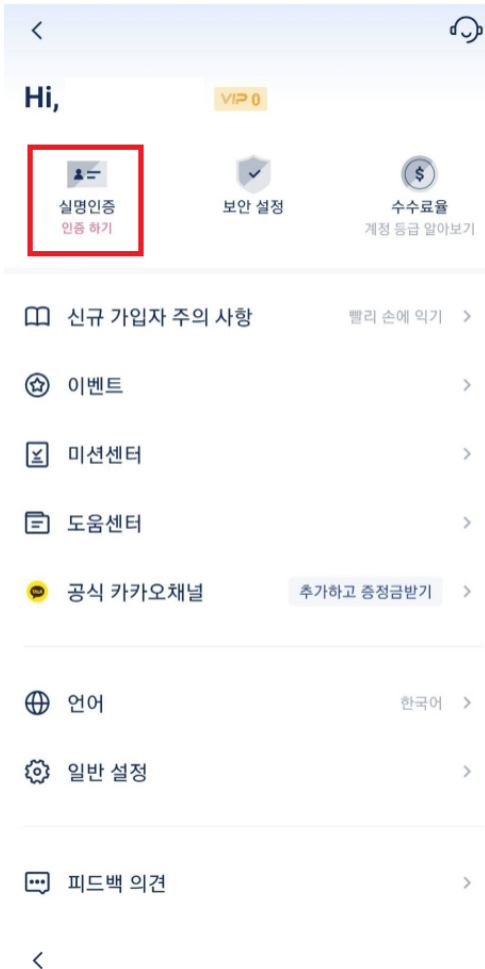 Hi,
VIP 0
실명인증
인증 하기
보안 설정
수수료율
계정 등급 알아보기
신규 가입자 주의 사항
빨리 손에 익기
이벤트
미션센터
도움센터
TALK
공식 카카오채널
추가하고 증정금받기
언어
한국어
일반 설정
피드백 의견